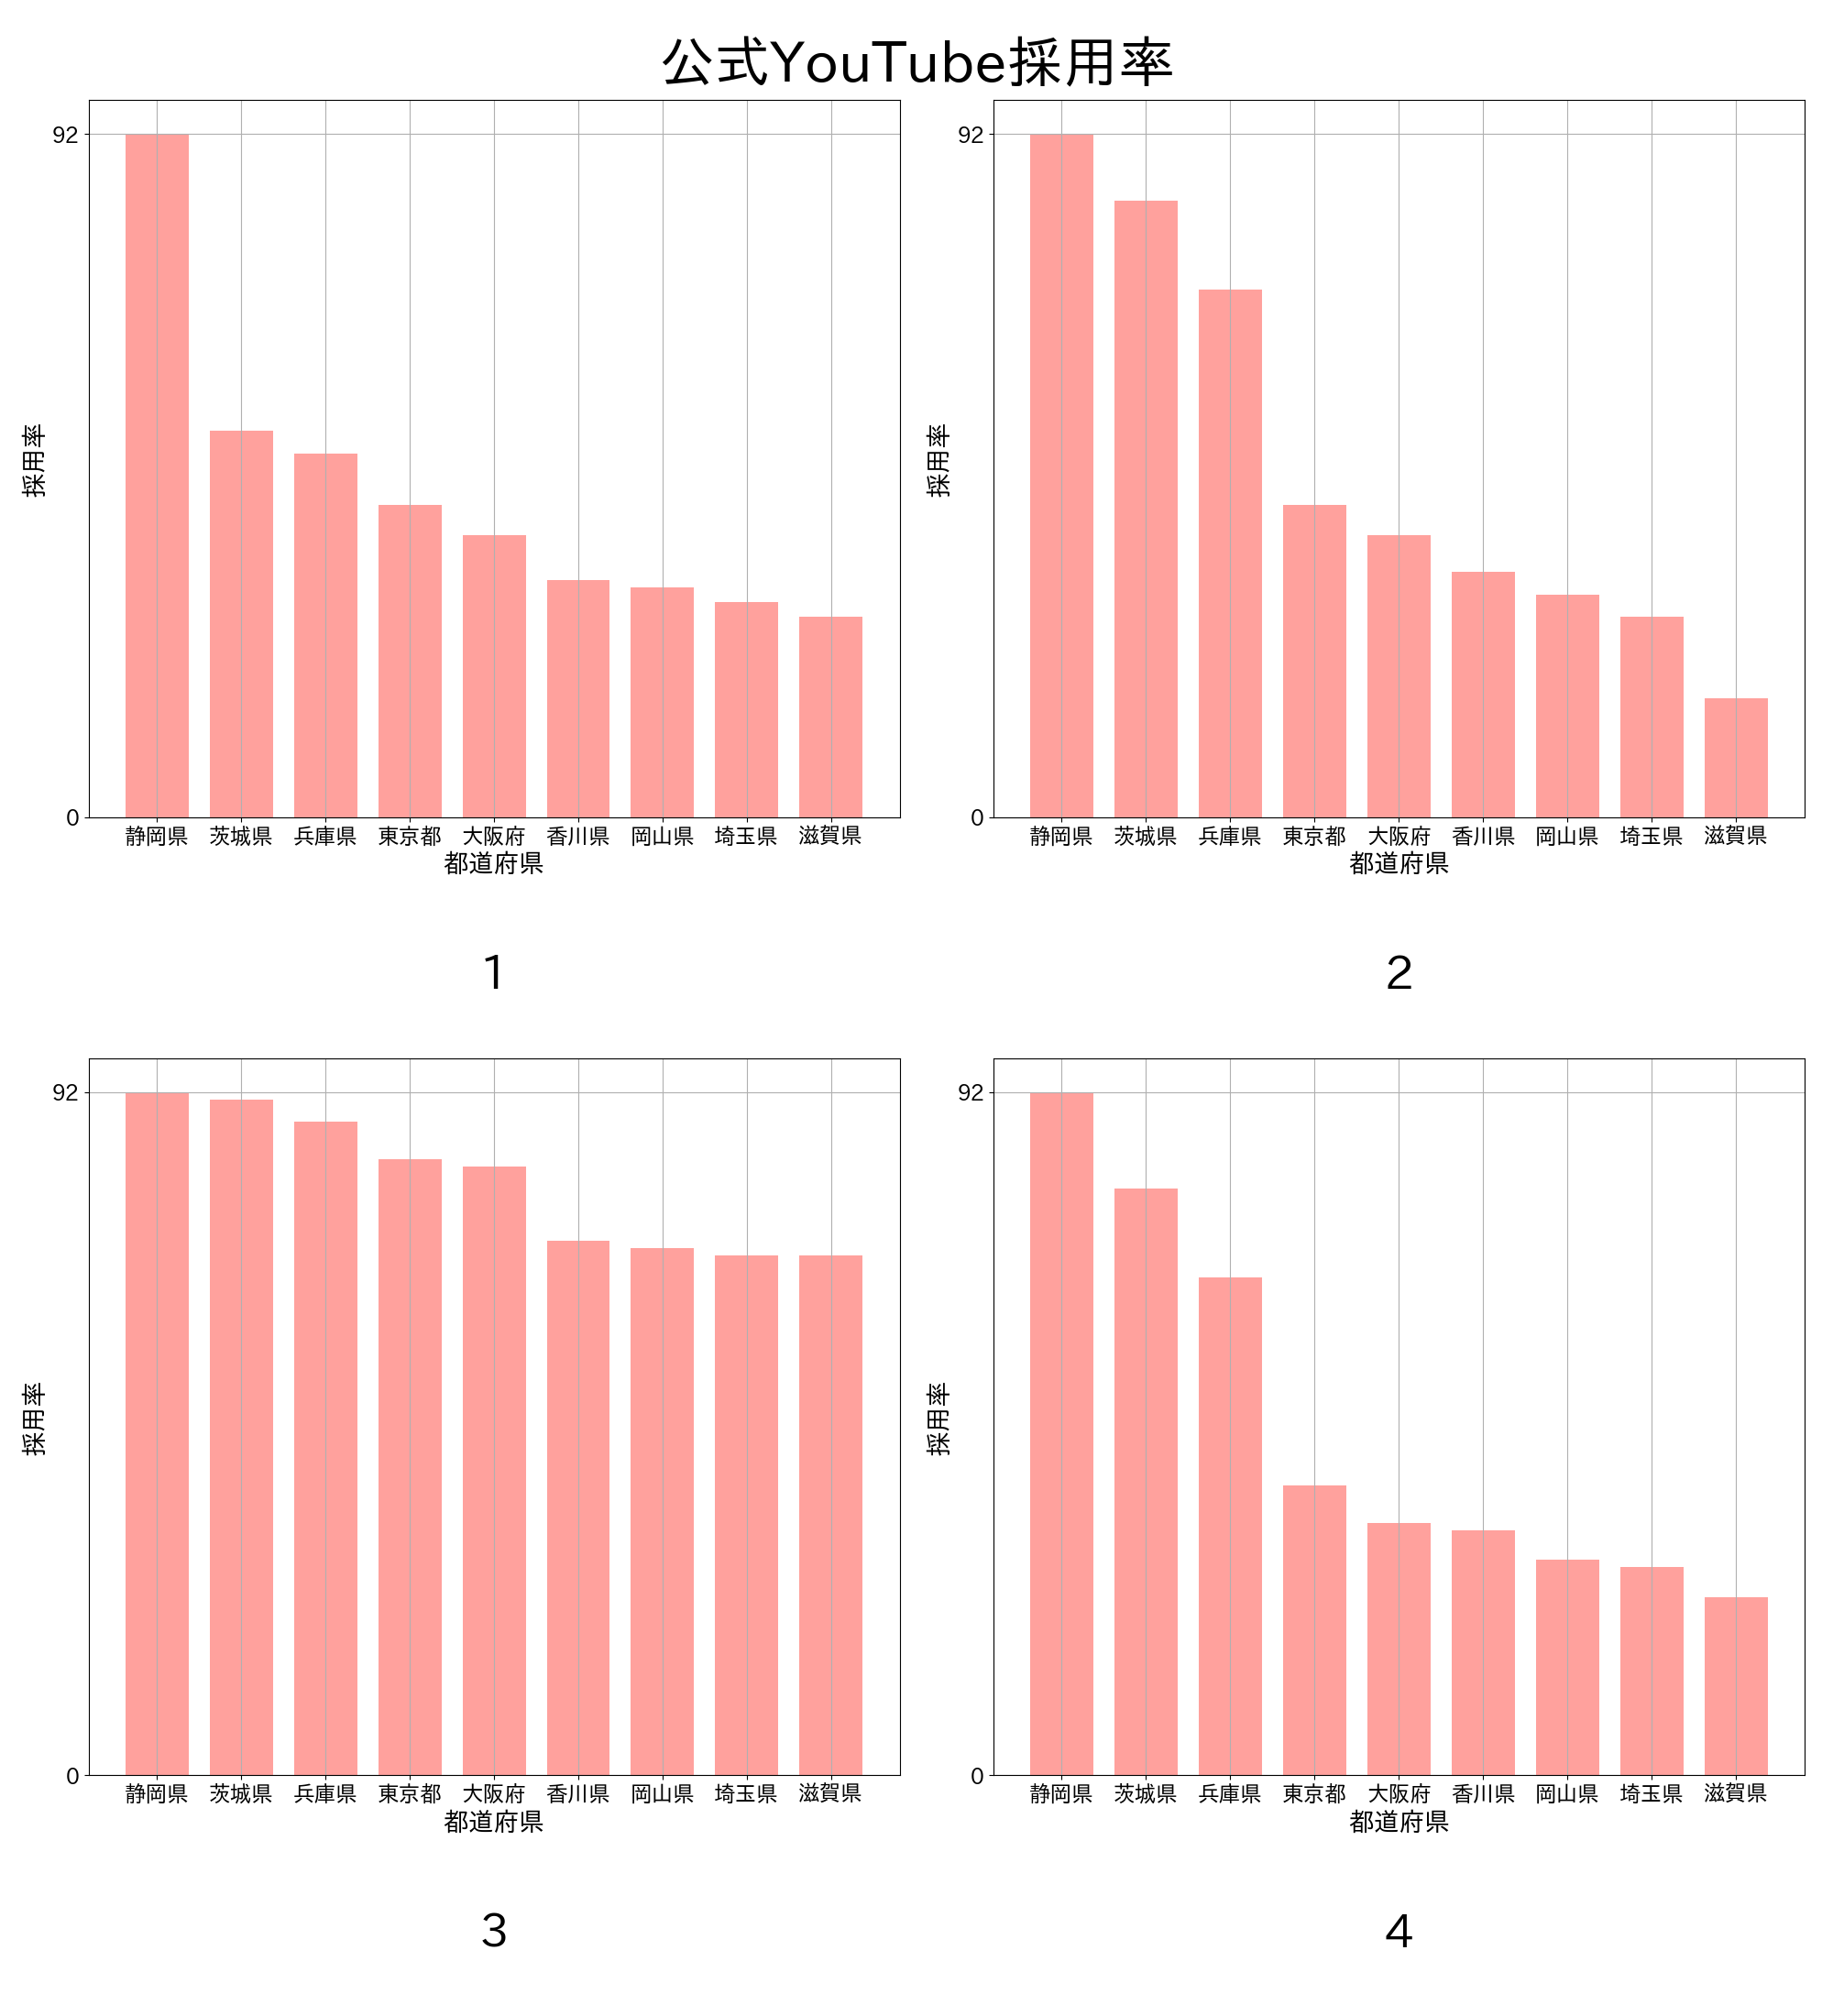 公式YouTube採用率
92
0
採用率
静岡県 茨城県 兵庫県 東京都 大阪府 香川県 岡山県 埼玉県 滋賀県
都道府県
1
92
0
採用率
静岡県 茨城県 兵庫県 東京都 大阪府 香川県 岡山県 埼玉県 滋賀県
都道府県
2
92
0
採用率
静岡県 茨城県 兵庫県 東京都 大阪府 香川県 岡山県 埼玉県 滋賀県
都道府県
3
92
0
採用率
静岡県 茨城県 兵庫県 東京都 大阪府 香川県 岡山県 埼玉県 滋賀県
都道府県
4